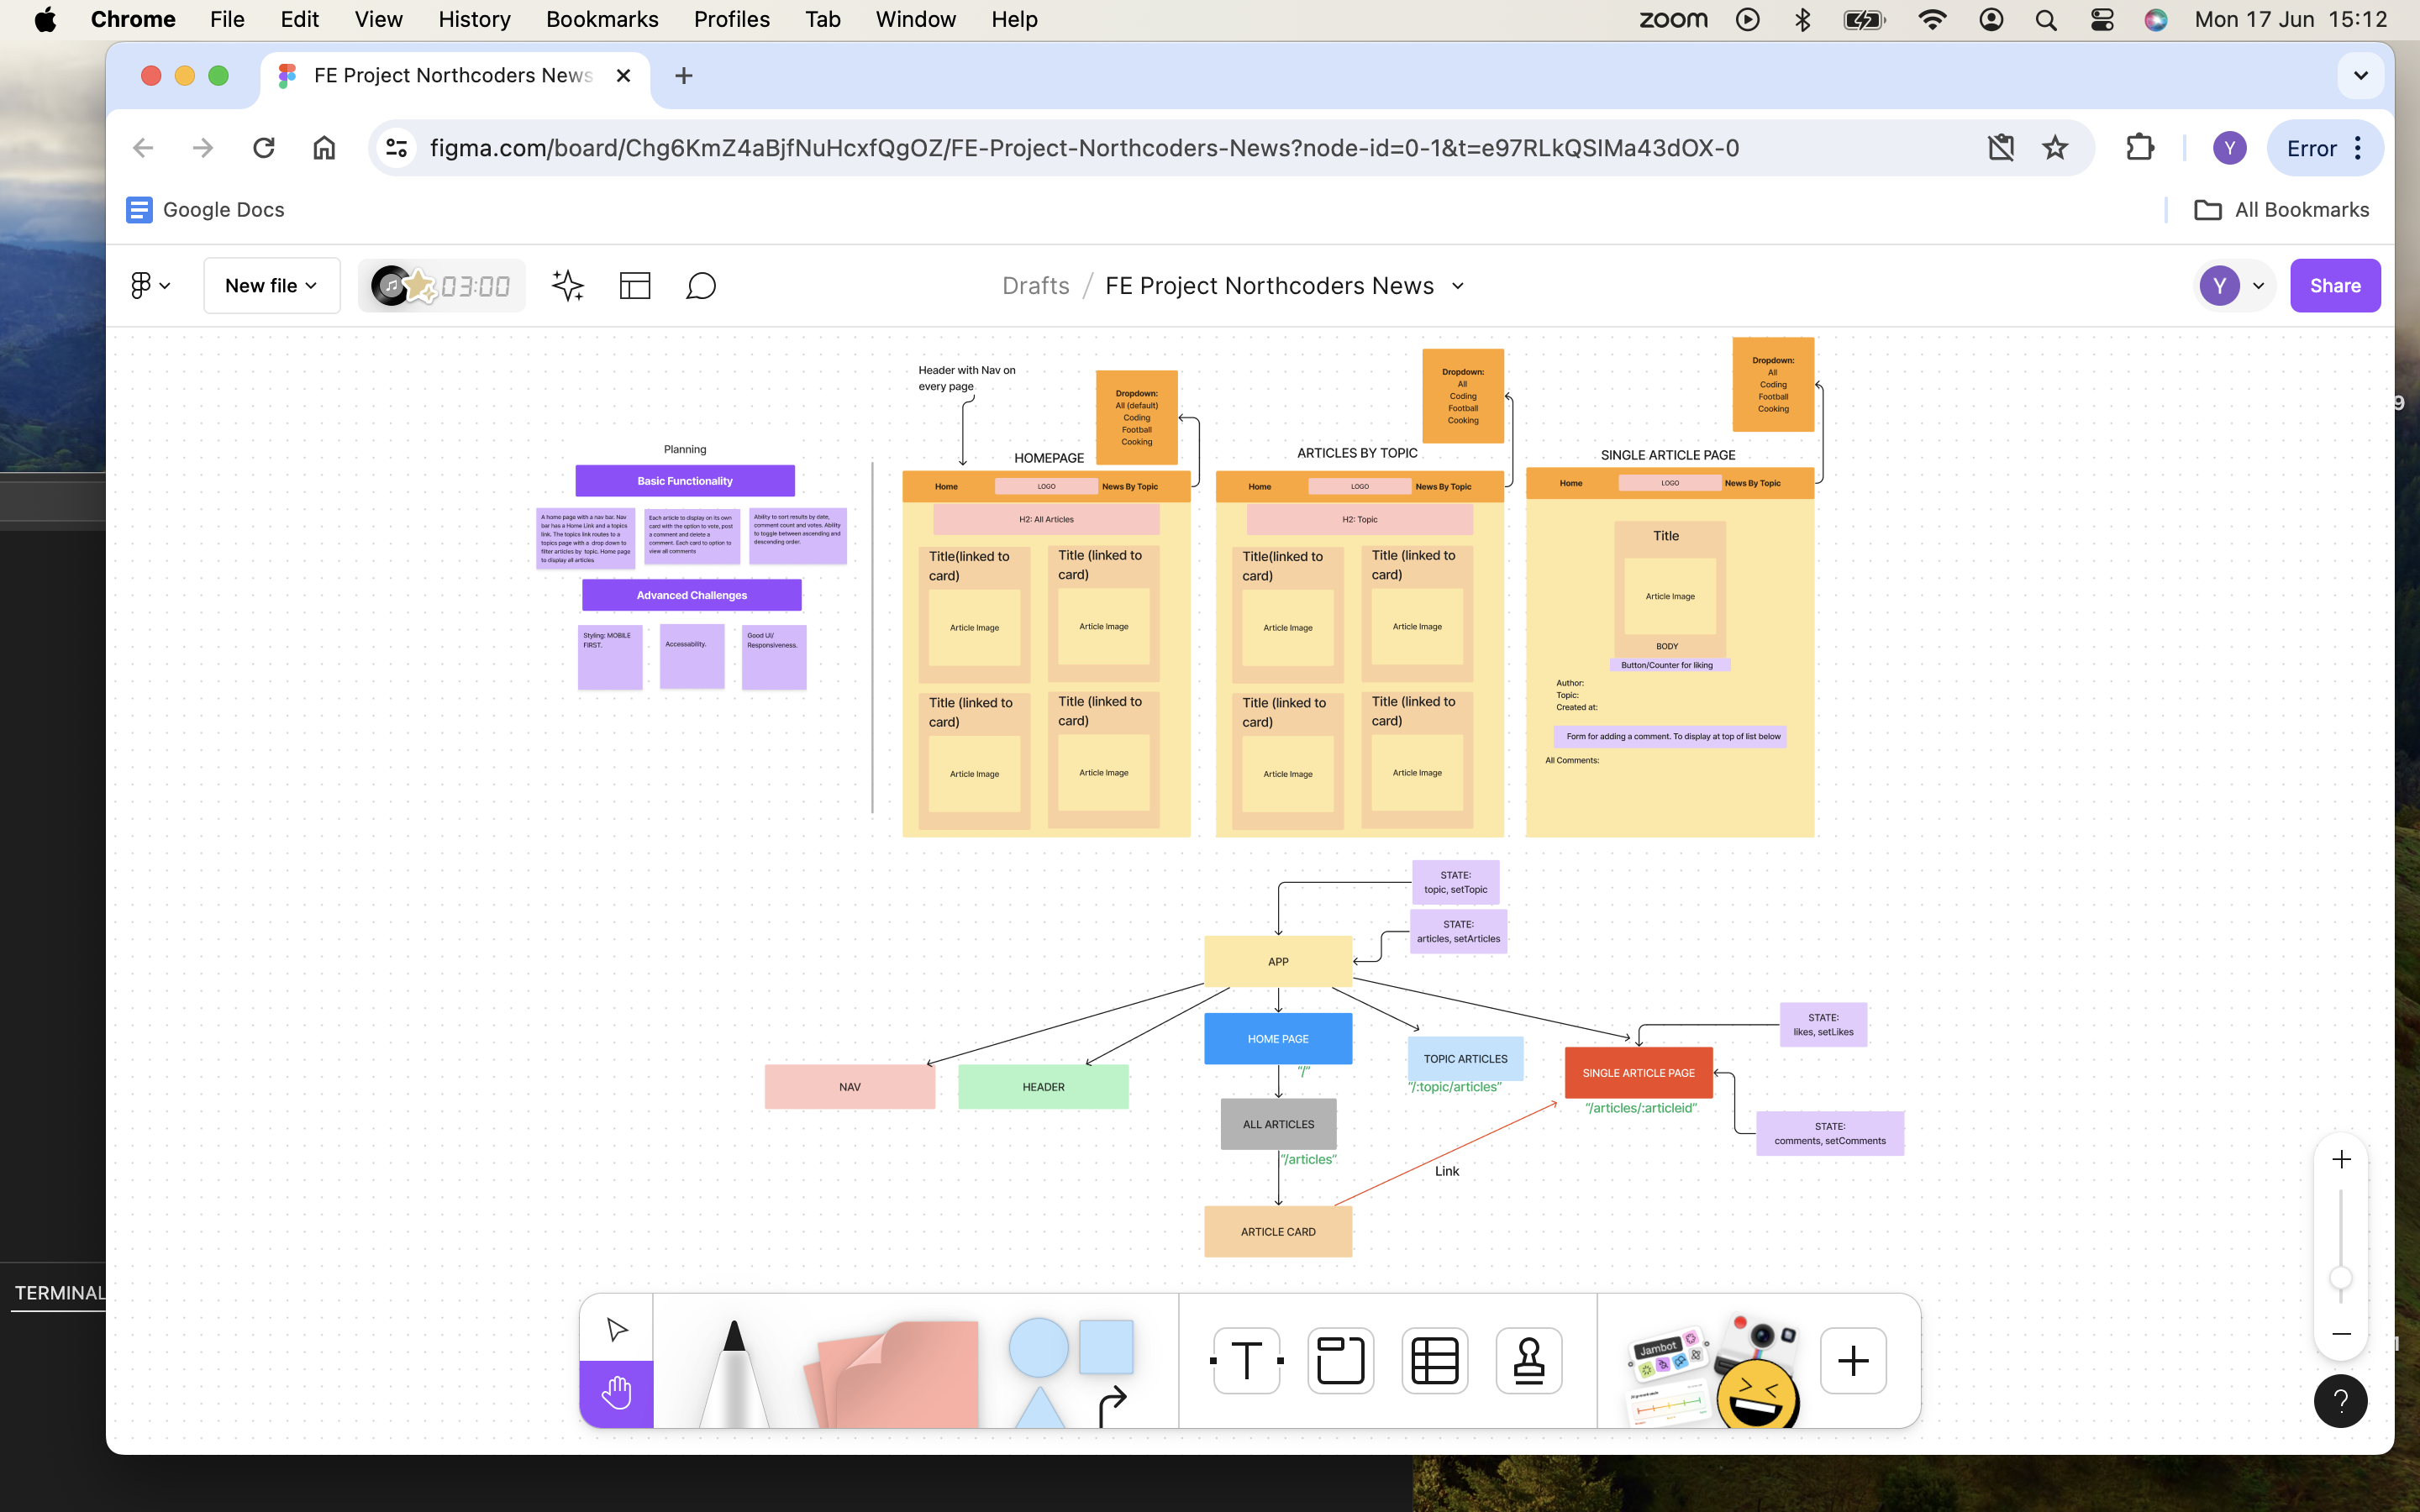 Chrome File Edit View History Bookmarks Profiles Tab Window Help
zoom Mon 17 Jun 15:12
FE Project Northcoders News
figma.com/board/Chg6KmZ4aBjfNuHcxfQgOZ/FE-Project-Northcoders-News?node-id=0-1&t=e97RLkQSIMa43dOX-0
Y
Error
Google Docs
All Bookmarks
New file
03:00
Drafts / FE Project Northcoders News
Y
Share
9
Planning
Basic Functionality
A home page with a nav bar. Nav
bar has a Home Link and a topics
link. The topics link routes to a
topics page with a drop down to
filter articles by topic. Home page
to display all articles
Each article to display on its own
card with the option to vote, post
a comment and delete a
comment. Each card to option to
view all comments
Ability to sort results by date,
comment count and votes. Ability
to toggle between ascending and
descending order.
Advanced Challenges
Styling: MOBILE
FIRST.
Accessability.
Good UI/
Responsiveness.
Header with Nav on
every page
Dropdown:
All (default)
Coding
Football
Cooking
HOMEPAGE
Home
LOGO
News By Topic
H2: All Articles
Title(linked to
card)
Article Image
Title (linked to
card)
Article Image
Title (linked to
card)
Article Image
Title (linked to
card)
Article Image
Dropdown:
All
Coding
Football
Cooking
ARTICLES BY TOPIC
Home
LOGO
News By Topic
H2: Topic
Title(linked to
card)
Article Image
Title (linked to
card)
Article Image
Title (linked to
card)
Article Image
Title (linked to
card)
Article Image
Dropdown:
All
Coding
Football
Cooking
SINGLE ARTICLE PAGE
Home
LOGO
News By Topic
Title
Article Image
BODY
Button/Counter for liking
Author:
Topic:
Created at:
Form for adding a comment. To display at top of list below
All Comments:
STATE:
topic, setTopic
STATE:
articles, setArticles
APP
NAV
HEADER
HOME PAGE
"/"
TOPIC ARTICLES
"/:topic/articles"
SINGLE ARTICLE PAGE
"/articles/:articleid"
STATE:
likes, setLikes
STATE:
comments, setComments
ALL ARTICLES
"/articles"
Link
ARTICLE CARD
TERMINAL
T
Jambot
?